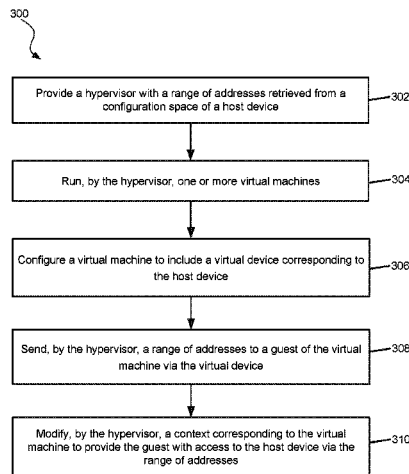 300
Provide a hypervisor with a range of addresses retrieved from a
configuration space of a host device
302
Run, by the hypervisor, one or more virtual machines
304
Configure a virtual machine to include a virtual device corresponding to
the host device
306
Send, by the hypervisor, a range of addresses to a guest of the virtual
machine via the virtual device
308
Modify, by the hypervisor, a context corresponding to the virtual
machine to provide the guest with access to the host device via the
range of addresses
310